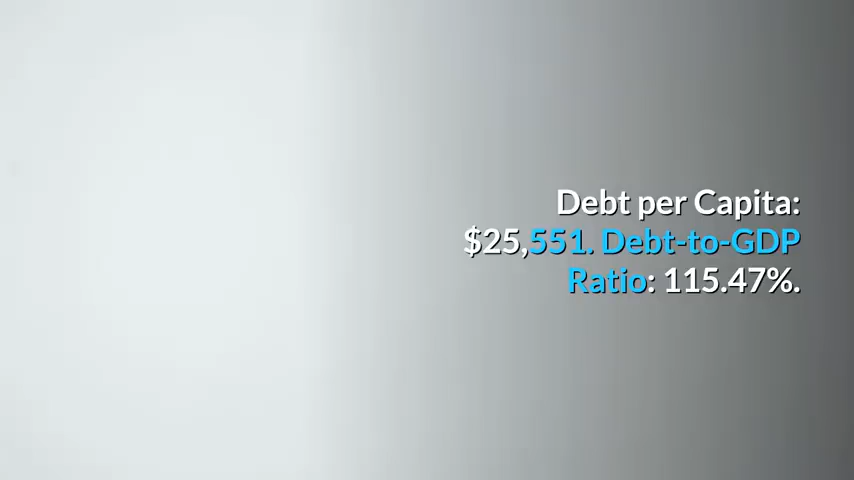 Debt per Capita:
$25,551. Debt-to-GDP
Ratio: 115.47%.